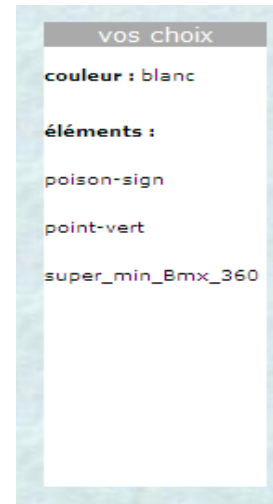 vos choix
couleur : blanc
éléments :
poison-sign
point-vert
super_min_Bmx_360